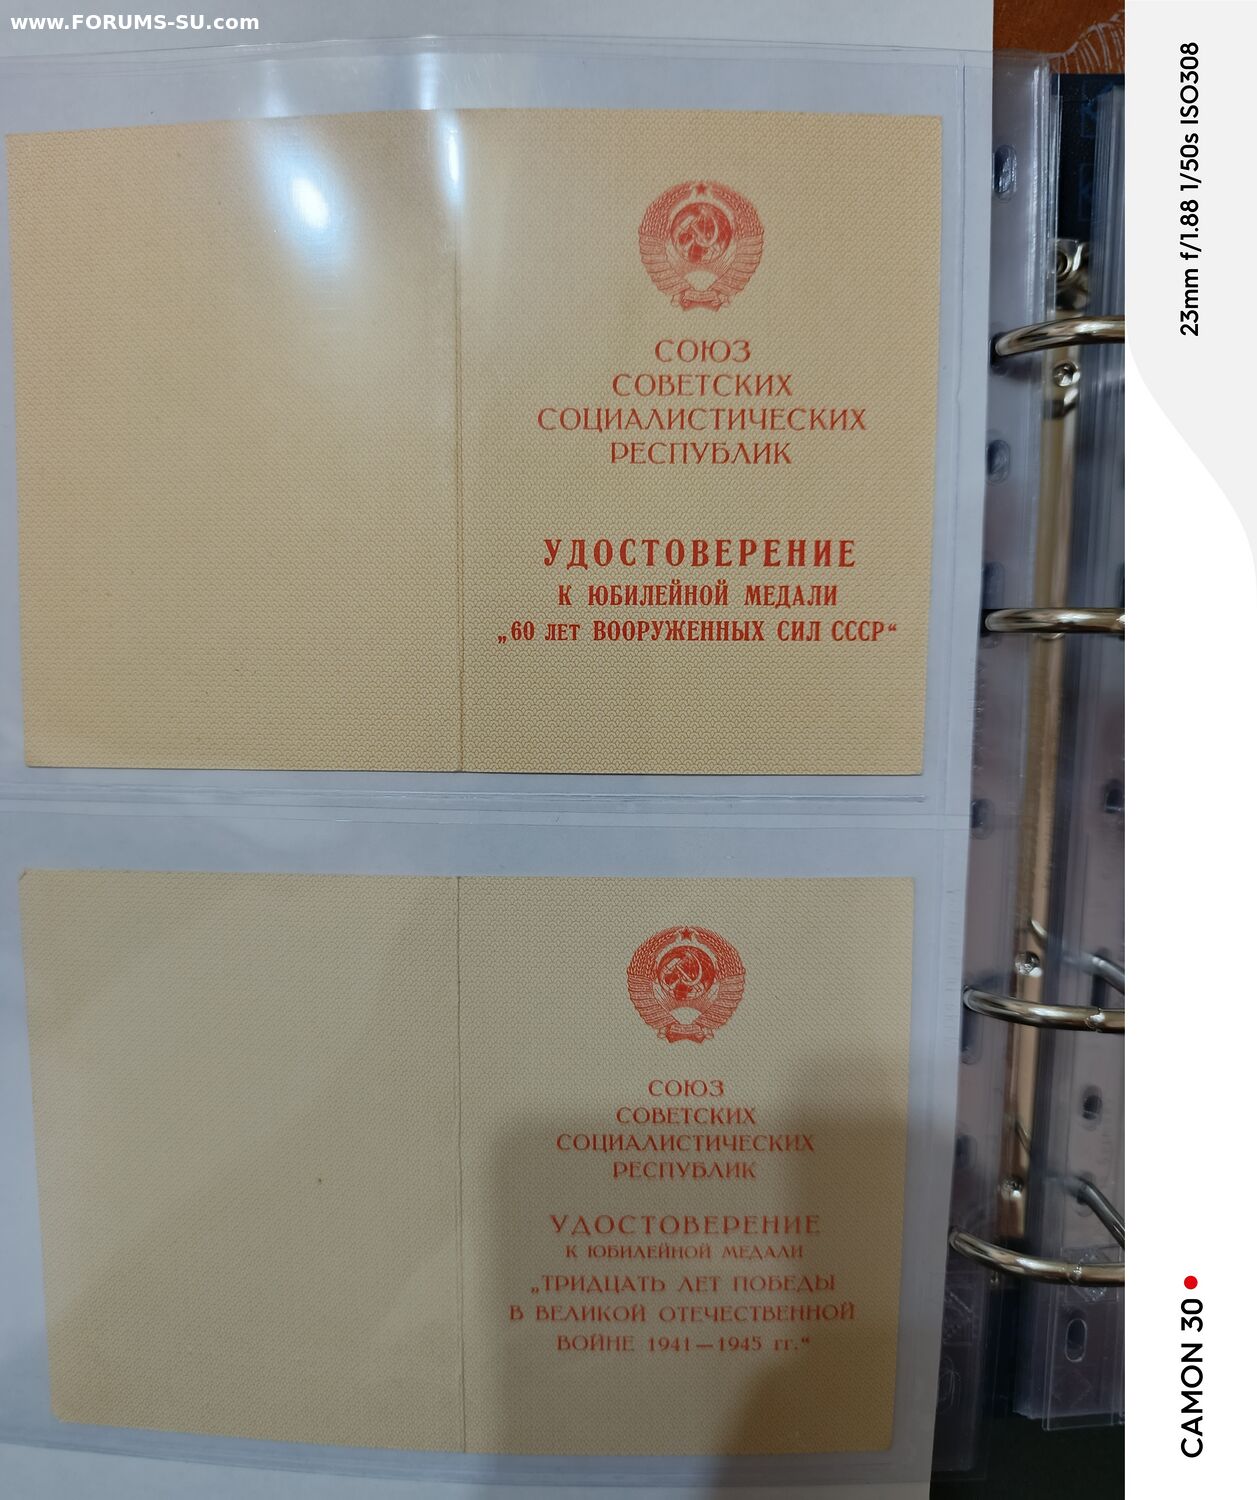 www.FORUMS-SU.com
СОЮЗ
СОВЕТСКИХ
СОЦИАЛИСТИЧЕСКИХ
РЕСПУБЛИК
УДОСТОВЕРЕНИЕ
К ЮБИЛЕЙНОЙ МЕДАЛИ
„60 ЛЕТ ВООРУЖЕННЫХ СИЛ СССР“
СОЮЗ
СОВЕТСКИХ
СОЦИАЛИСТИЧЕСКИХ
РЕСПУБЛИК
УДОСТОВЕРЕНИЕ
К ЮБИЛЕЙНОЙ МЕДАЛИ
„ТРИДЦАТЬ ЛЕТ ПОБЕДЫ
В ВЕЛИКОЙ ОТЕЧЕСТВЕННОЙ
ВОЙНЕ 1941—1945 гг.“
23mm f/1.88 1/50s ISO308
CAMON 30